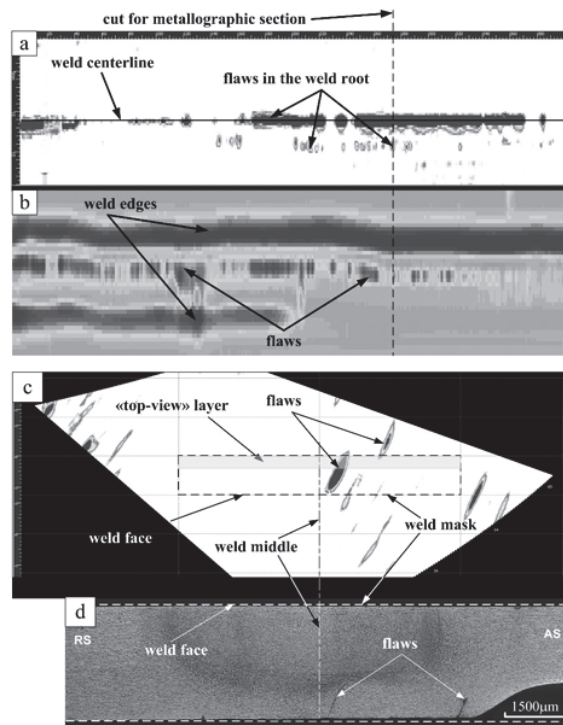 cut for metallographic section
a
weld centerline
flaws in the weld root
b
weld edges
flaws
c
«top-view» layer
flaws
weld face
weld middle
weld mask
d
RS
weld face
flaws
AS
1500µm